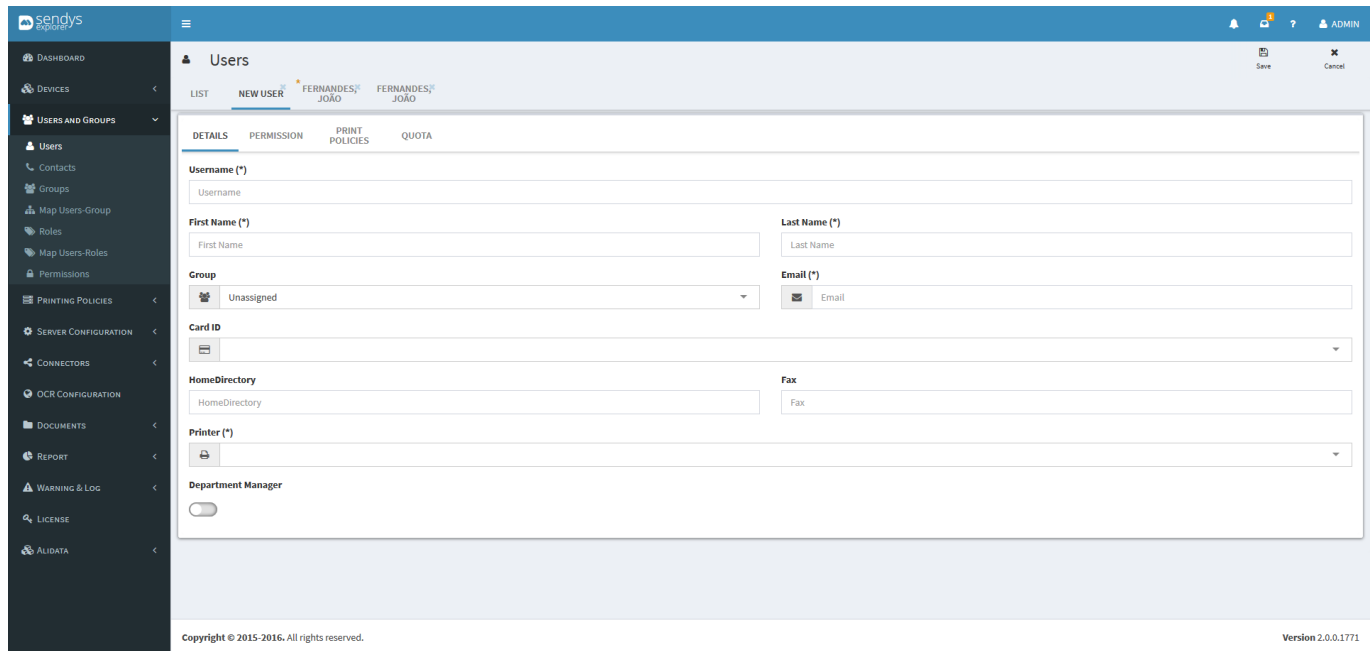 sendys
explorer
1
?
ADMIN
DASHBOARD
DEVICES
USERS AND GROUPS
Users
Contacts
Groups
Map Users-Group
Roles
Map Users-Roles
Permissions
PRINTING POLICIES
SERVER CONFIGURATION
CONNECTORS
OCR CONFIGURATION
DOCUMENTS
REPORT
WARNING & LOG
LICENSE
ALIDATA
Users
Save
Cancel
LIST
NEW USER
* FERNANDES,
JOÃO
FERNANDES,
JOÃO
DETAILS
PERMISSION
PRINT
POLICIES
QUOTA
Username (*)
Username
First Name (*)
First Name
Last Name (*)
Last Name
Group
Unassigned
Email (*)
Email
Card ID
HomeDirectory
HomeDirectory
Fax
Fax
Printer (*)
Department Manager
Copyright © 2015-2016. All rights reserved.
Version 2.0.0.1771